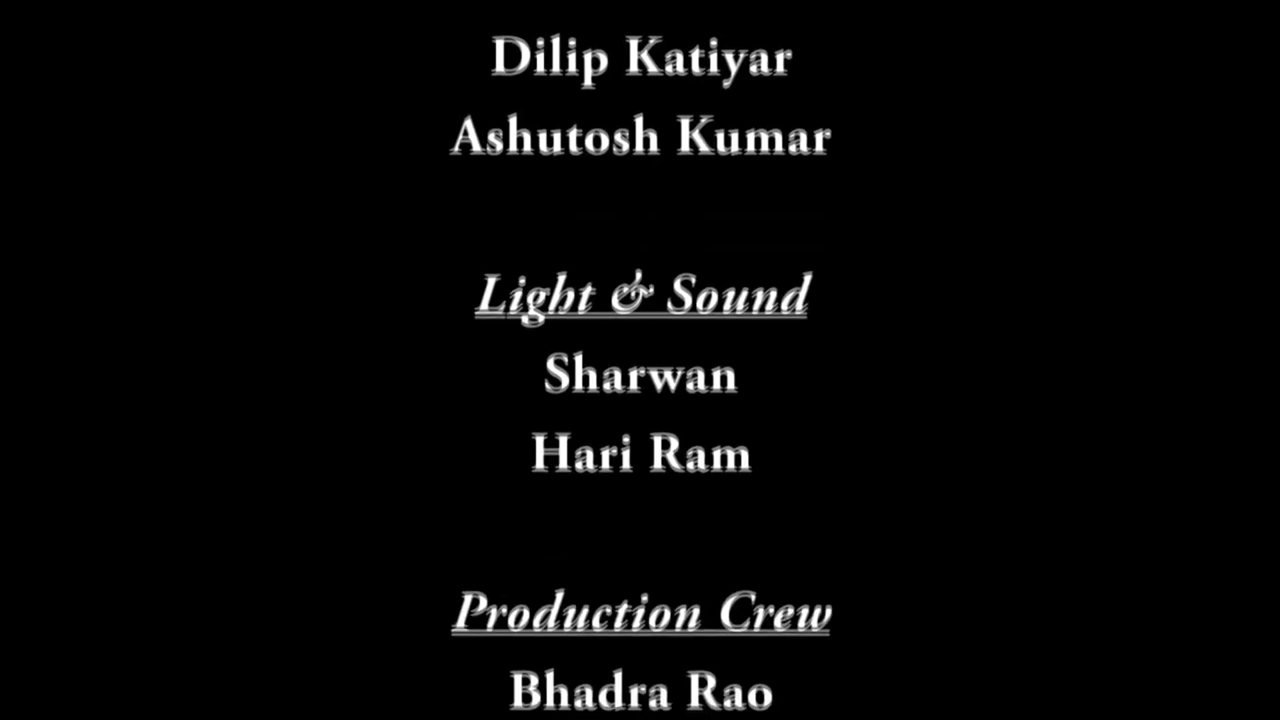 Dilip Katiyar
Ashutosh Kumar
Light & Sound
Sharwan
Hari Ram
Production Crew
Bhadra Rao